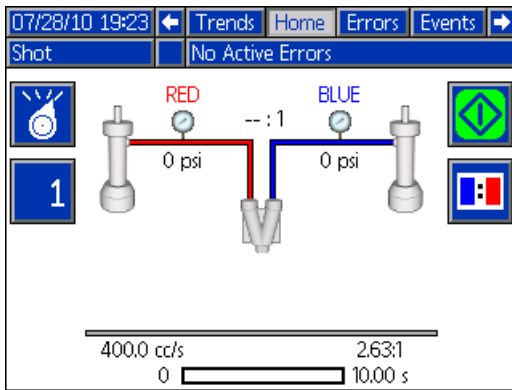 07/28/10 19:23 Trends Home Errors Events
Shot No Active Errors
RED BLUE
-- : 1
0 psi 0 psi
1
400.0 cc/s 2.63:1
0 10.00 s